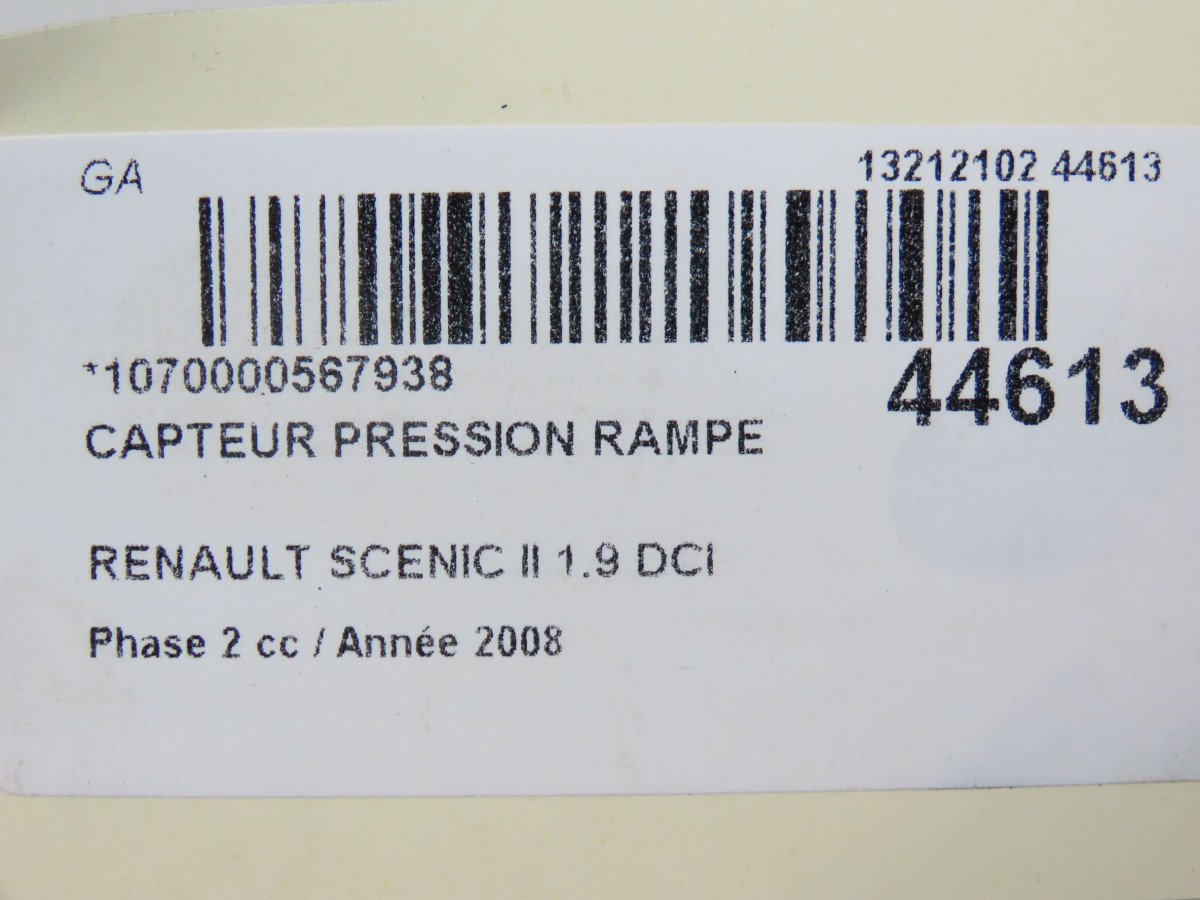 GA
13212102 44613
*1070000567938
44613
CAPTEUR PRESSION RAMPE
RENAULT SCENIC II 1.9 DCI
Phase 2 cc / Année 2008